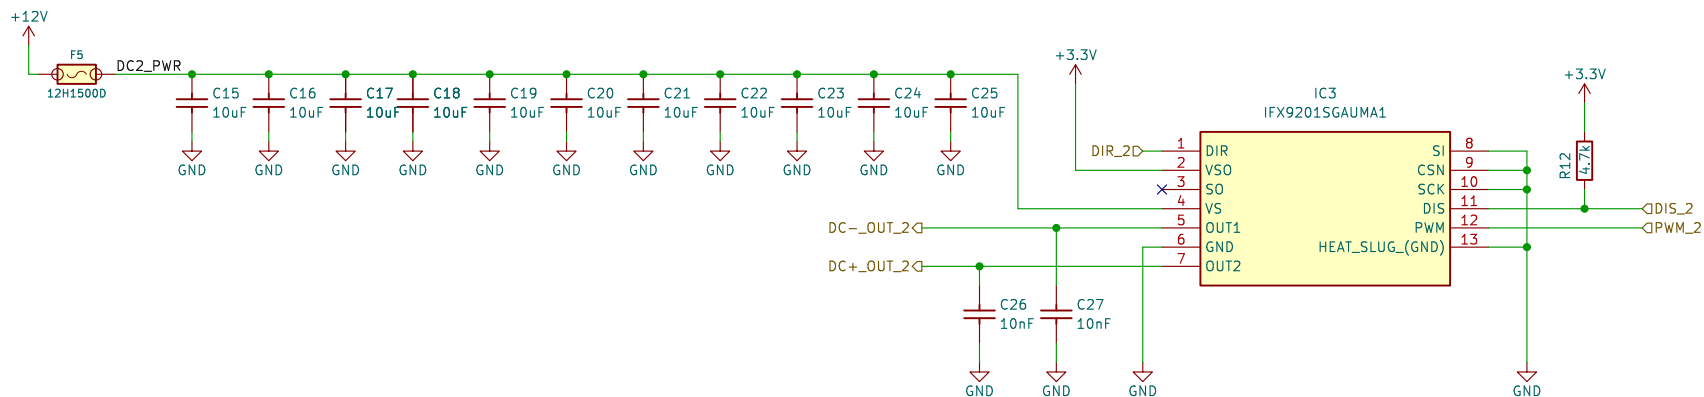 +12V
F5
12H1500D
DC2_PWR
C15
10uF
GND
C16
10uF
GND
C17
10uF
GND
C18
10uF
GND
C19
10uF
GND
C20
10uF
GND
C21
10uF
GND
C22
10uF
GND
C23
10uF
GND
C24
10uF
GND
C25
10uF
GND
+3.3V
IC3
IFX9201SGAUMA1
DIR_2
1 DIR
2 VSO
3 SO
4 VS
5 OUT1
6 GND
7 OUT2
SI 8
CSN 9
SCK 10
DIS 11
PWM 12
HEAT_SLUG_(GND) 13
DC-_OUT_2
DC+_OUT_2
C26
10nF
GND
C27
10nF
GND
GND
GND
+3.3V
R12
4.7k
DIS_2
PWM_2